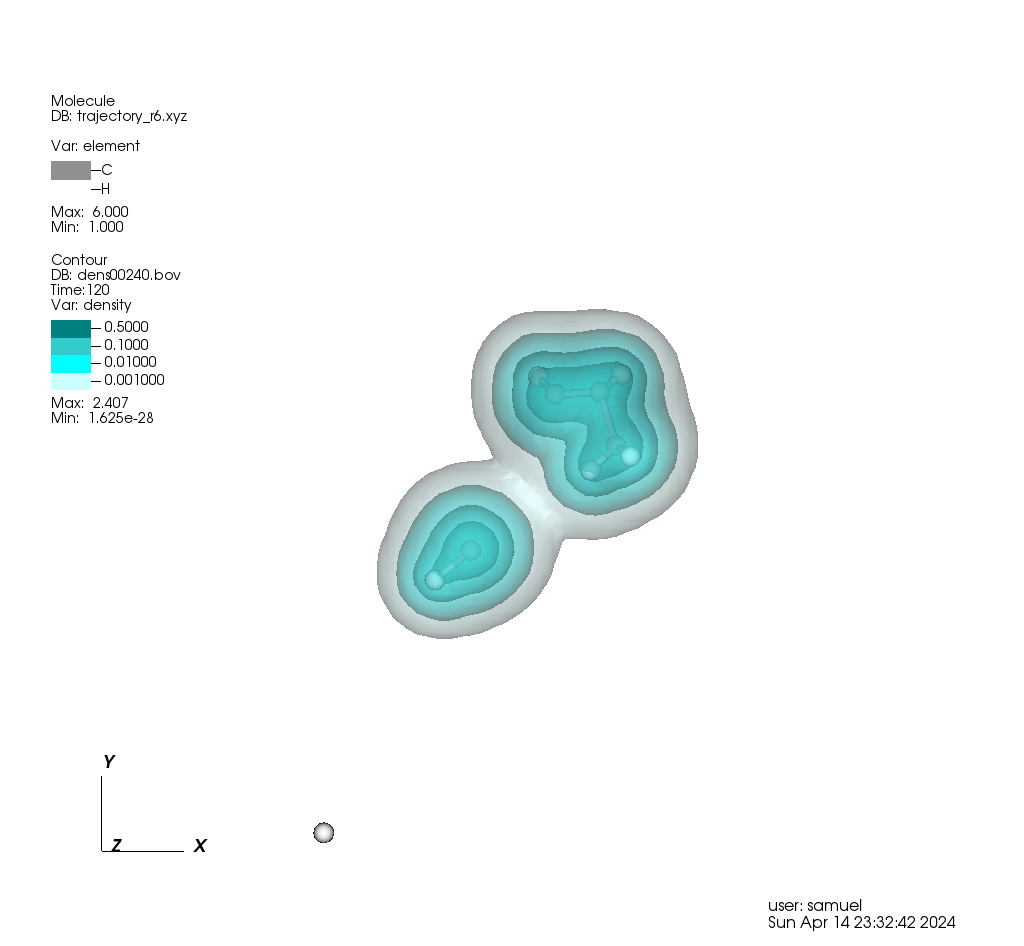 Molecule
DB: trajectory_r6.xyz
Var: element
C
H
Max: 6.000
Min: 1.000
Contour
DB: dens00240.bov
Time:120
Var: density
0.5000
0.1000
0.01000
0.001000
Max: 2.407
Min: 1.625e-28
Y
Z
X
user: samuel
Sun Apr 14 23:32:42 2024